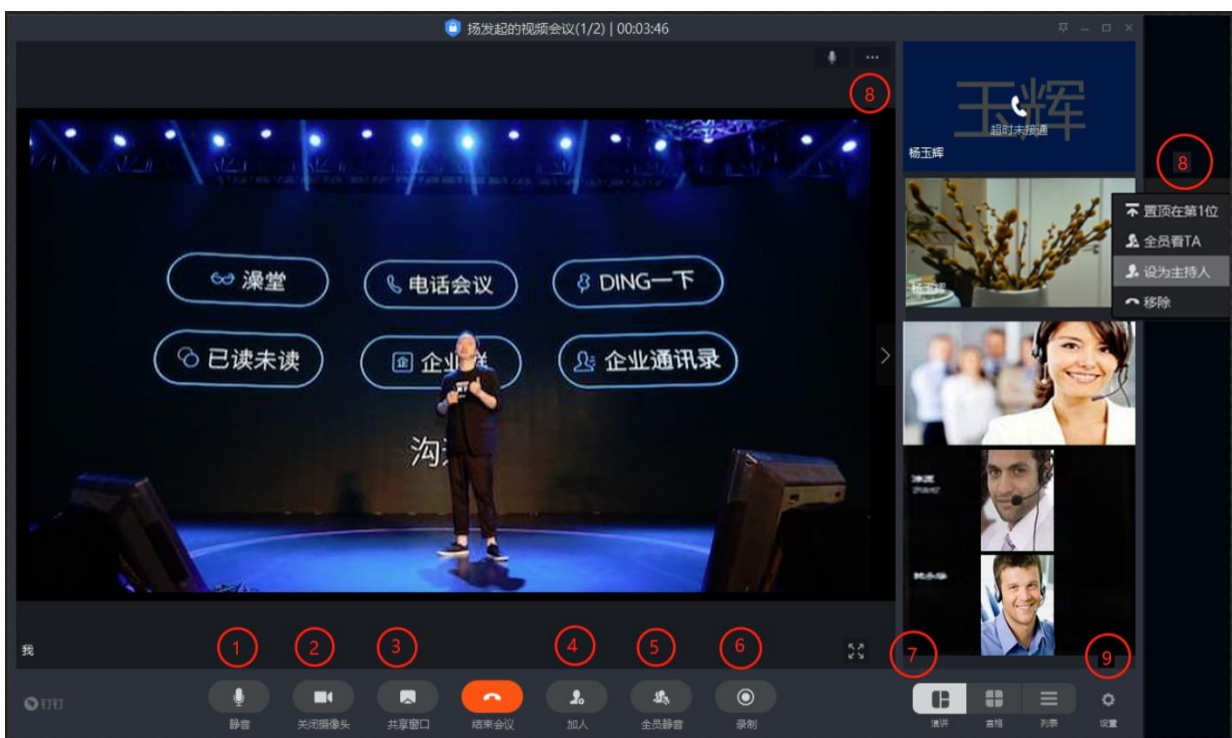 扬发起的视频会议(1/2) | 00:03:46
8
玉辉
超时未接通
杨玉辉
8
置顶在第1位
全员看TA
设为主持人
移除
杨玉辉
澡堂
电话会议
DING一下
已读未读
企业群
企业通讯录
沟
我
1
2
3
4
5
6
7
9
钉钉
静音
关闭摄像头
共享窗口
结束会议
加人
全员静音
录制
演讲
宫格
列表
设置